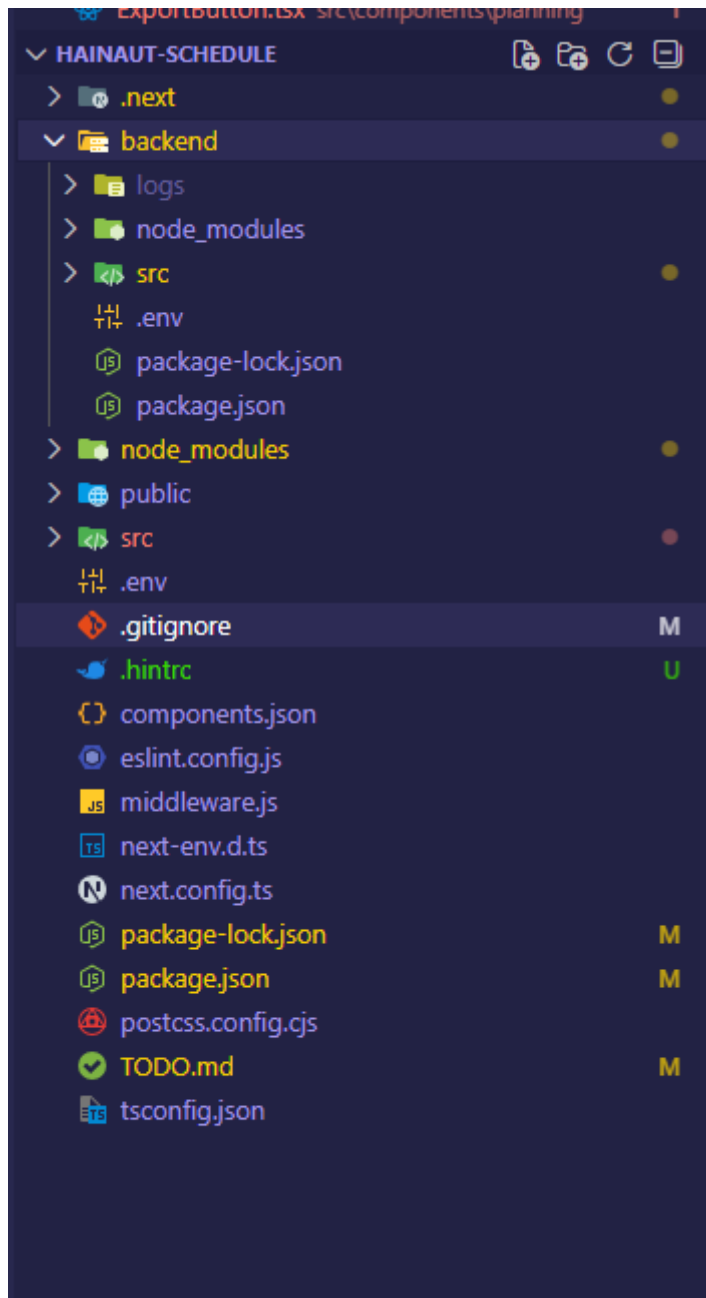 ExportButton.tsx src\components\planning 1
HAINAUT-SCHEDULE
.next
backend
logs
node_modules
src
.env
package-lock.json
package.json
node_modules
public
src
.env
.gitignore M
.hintrc U
components.json
eslint.config.js
middleware.js
next-env.d.ts
next.config.ts
package-lock.json M
package.json M
postcss.config.cjs
TODO.md M
tsconfig.json